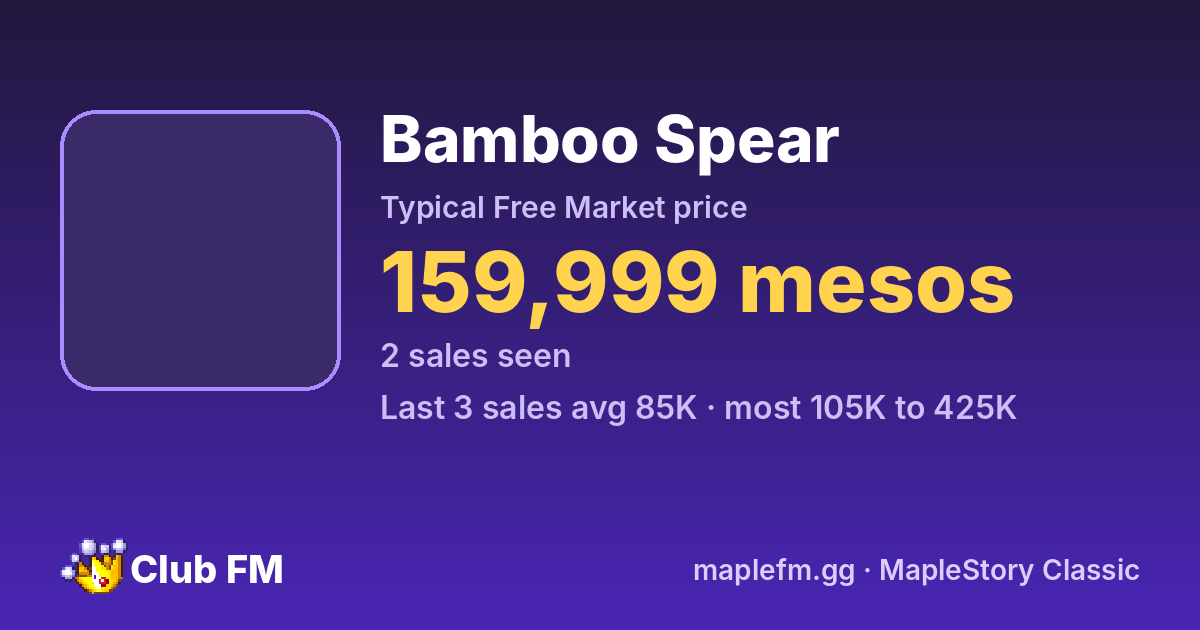 Bamboo Spear
Typical Free Market price
159,999 mesos
2 sales seen
Last 3 sales avg 85K · most 105K to 425K
Club FM
maplefm.gg · MapleStory Classic